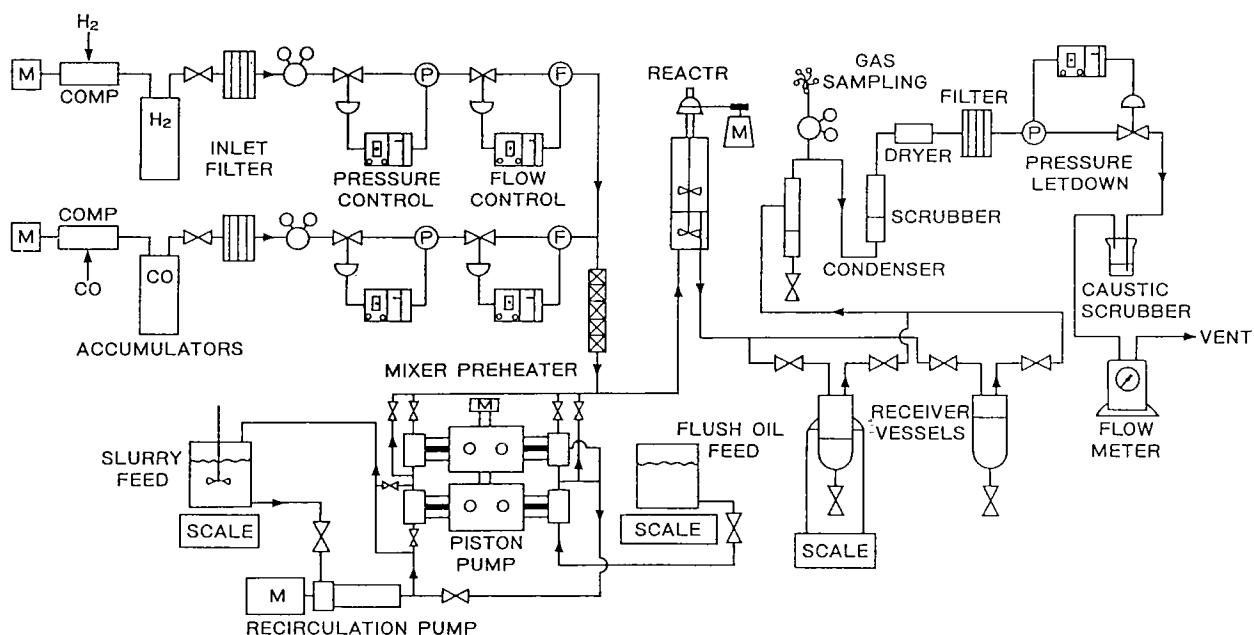 H2
M
COMP
H2
INLET
FILTER
P
F
PRESSURE
CONTROL
FLOW
CONTROL
COMP
M
CO
CO
P
F
ACCUMULATORS
MIXER PREHEATER
REACTR
M
GAS
SAMPLING
FILTER
DRYER
P
PRESSURE
LETDOWN
SCRUBBER
CONDENSER
CAUSTIC
SCRUBBER
VENT
FLOW
METER
RECEIVER
VESSELS
SCALE
FLUSH OIL
FEED
SCALE
M
PISTON
PUMP
SLURRY
FEED
SCALE
M
RECIRCULATION PUMP